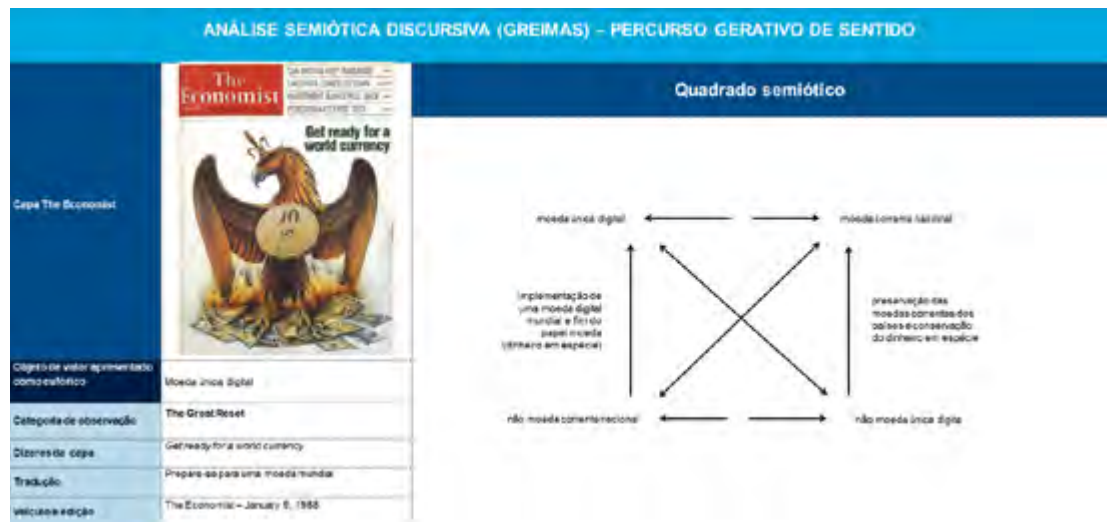 ANÁLISE SEMIÓTICA DISCURSIVA (GREIMAS) – PERCURSO GERATIVO DE SENTIDO
Quadrado semiótico
The
Economist
Get ready for a
world currency
Capa The Economist
moeda única digital
moeda corrente nacional
implementação de
uma moeda digital
mundial e fim do
papel moeda
(dinheiro em espécie)
preservação das
moedas correntes dos
países e conservação
do dinheiro em espécie
não moeda corrente nacional
não moeda única digital
Objeto de valor apresentado
como eufórico
Moeda única digital
Categoria de observação
The Great Reset
Dizeres da capa
Get ready for a world currency
Tradução
Prepare-se para uma moeda mundial
Veículo e edição
The Economist – January 9, 1988